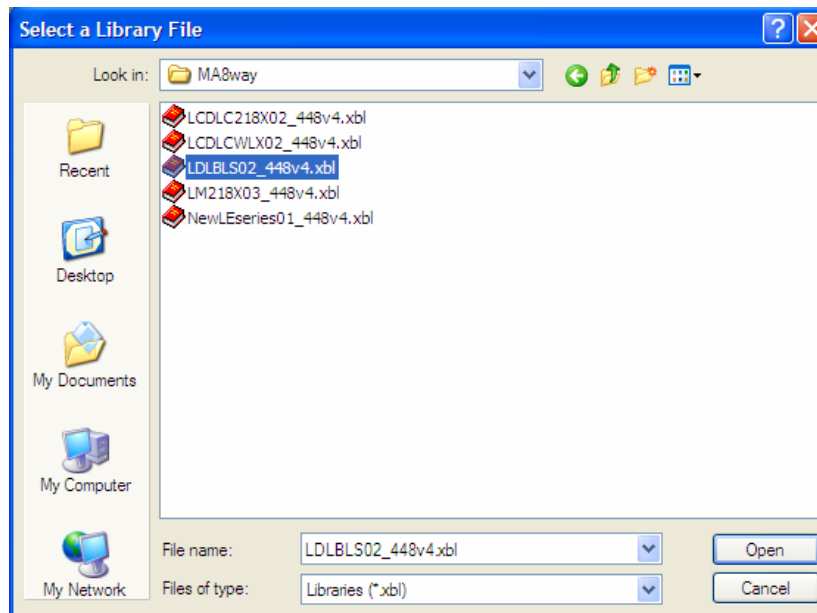 Select a Library File
Look in: MA8way
LCDLC218X02_448v4.xbl
LCDLCWLX02_448v4.xbl
LDLBLS02_448v4.xbl
LM218X03_448v4.xbl
NewLEseries01_448v4.xbl
Recent
Desktop
My Documents
My Computer
My Network
File name: LDLBLS02_448v4.xbl Open
Files of type: Libraries (*.xbl) Cancel